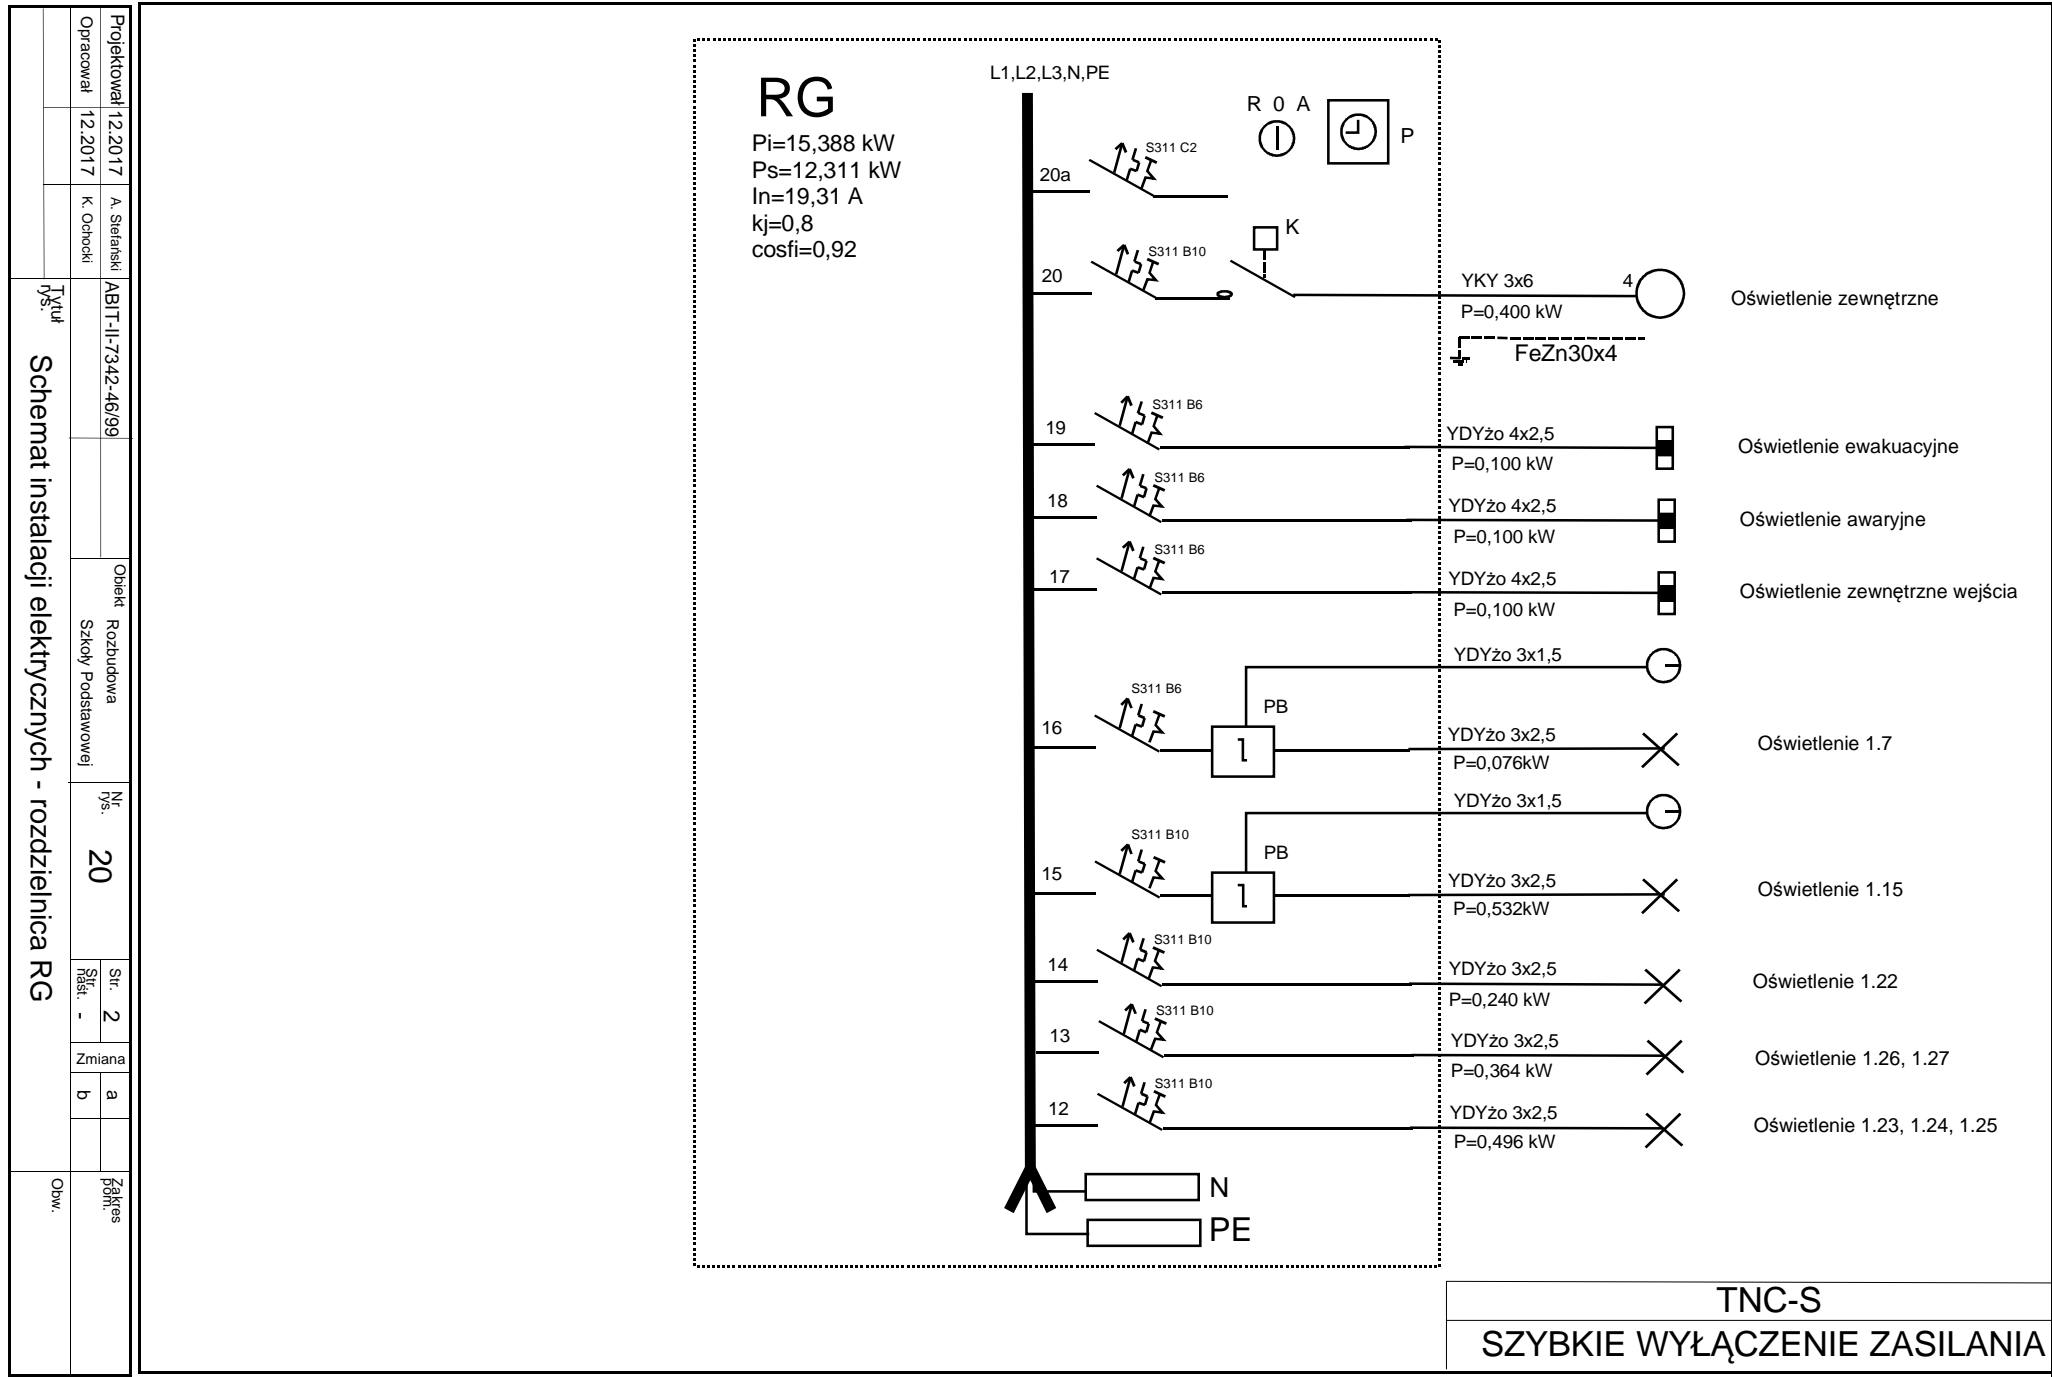 L1,L2,L3,N,PE
RG
Pi=15,388 kW
Ps=12,311 kW
In=19,31 A
kj=0,8
cosfi=0,92
R 0 A
P
20a
S311 C2
20
S311 B10
K
YKY 3x6
4
P=0,400 kW
Oświetlenie zewnętrzne
FeZn30x4
19
S311 B6
YDYżo 4x2,5
P=0,100 kW
Oświetlenie ewakuacyjne
18
S311 B6
YDYżo 4x2,5
P=0,100 kW
Oświetlenie awaryjne
17
S311 B6
YDYżo 4x2,5
P=0,100 kW
Oświetlenie zewnętrzne wejścia
YDYżo 3x1,5
16
S311 B6
PB
1
YDYżo 3x2,5
P=0,076kW
Oświetlenie 1.7
YDYżo 3x1,5
15
S311 B10
PB
1
YDYżo 3x2,5
P=0,532kW
Oświetlenie 1.15
14
S311 B10
YDYżo 3x2,5
P=0,240 kW
Oświetlenie 1.22
13
S311 B10
YDYżo 3x2,5
P=0,364 kW
Oświetlenie 1.26, 1.27
12
S311 B10
YDYżo 3x2,5
P=0,496 kW
Oświetlenie 1.23, 1.24, 1.25
N
PE
TNC-S
SZYBKIE WYŁĄCZENIE ZASILANIA
Projektował 12.2017 A. Stefański ABIT-II-7342-46/99
Opracował 12.2017 K. Ochocki
Obiekt Rozbudowa
Szkoły Podstawowej
Nr
rys.
20
Str. 2
Str.
nast. -
Zmiana
a
b
Zakres
pom.
Tytuł
rys.
Schemat instalacji elektrycznych - rozdzielnica RG
Obw.